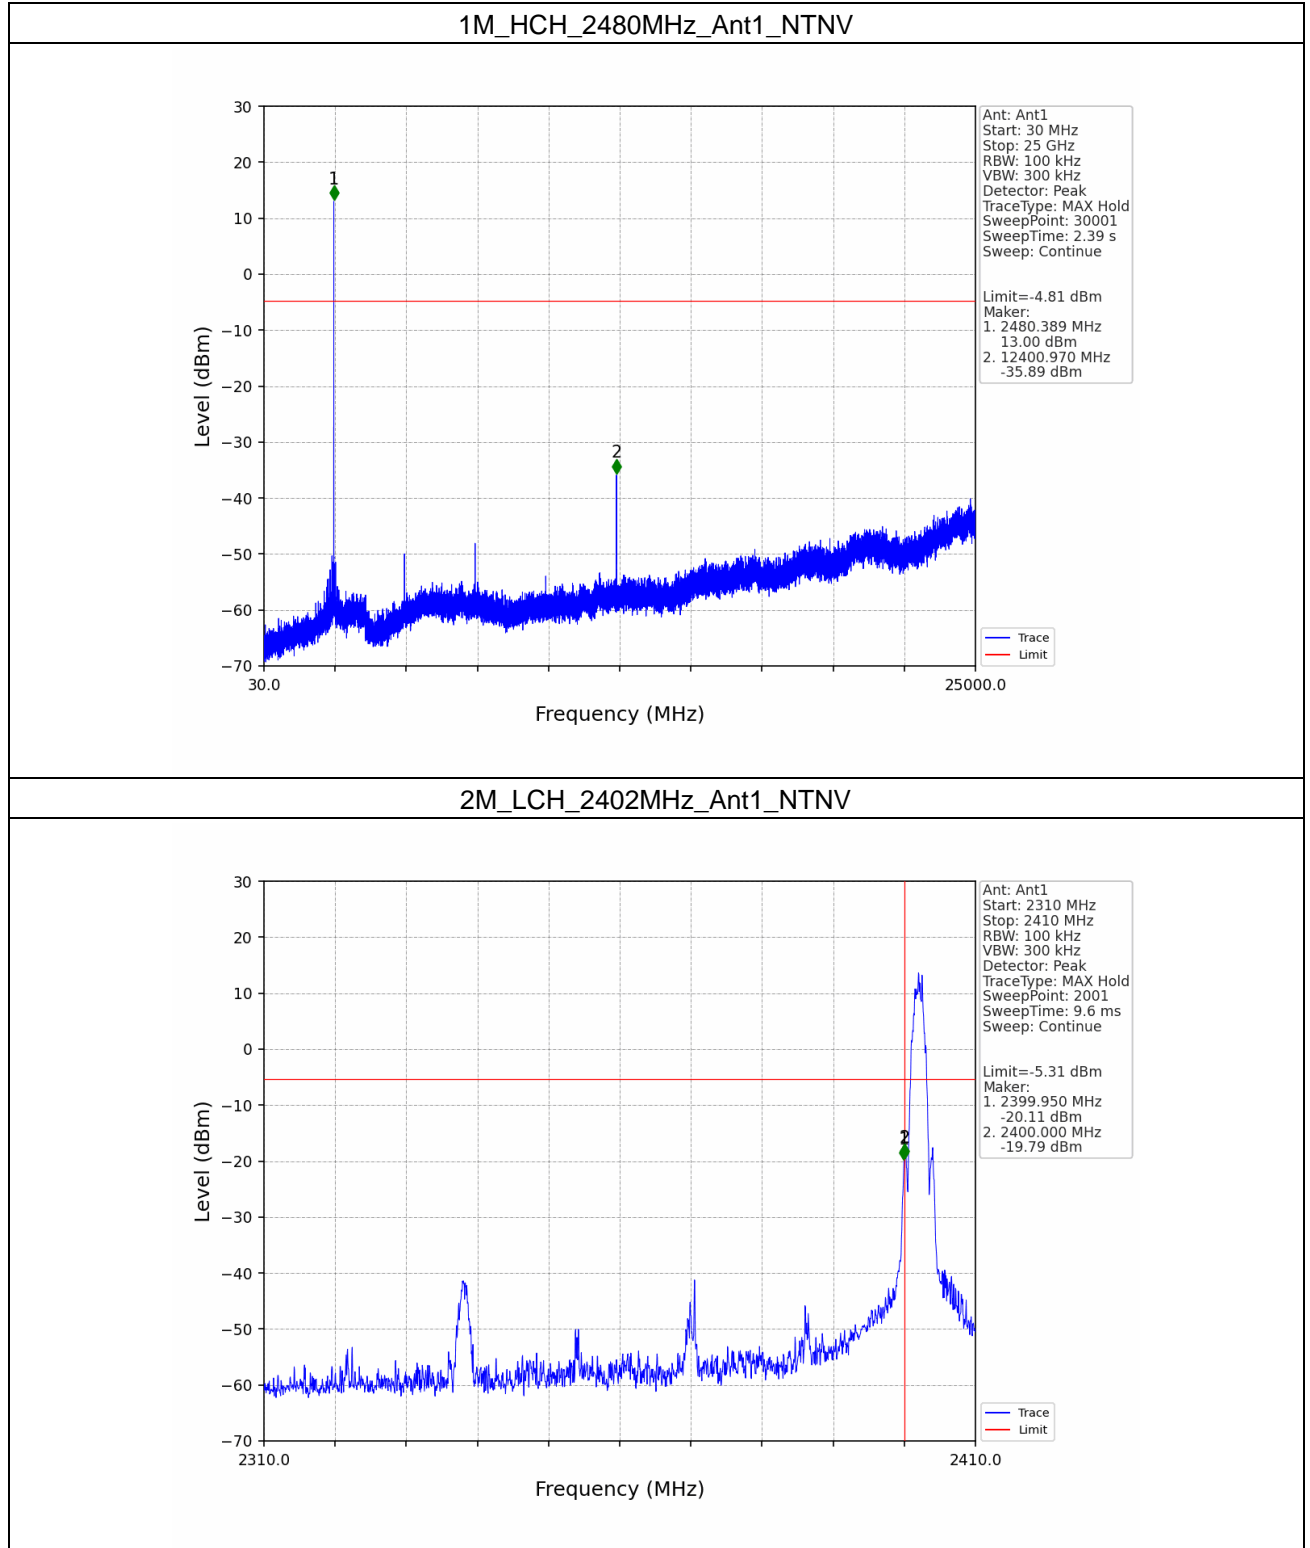 1M_HCH_2480MHz_Ant1_NTNV
30
20
10
0
−10
−20
−30
−40
−50
−60
−70
Level (dBm)
1
2
30.0
25000.0
Frequency (MHz)
Ant: Ant1
Start: 30 MHz
Stop: 25 GHz
RBW: 100 kHz
VBW: 300 kHz
Detector: Peak
TraceType: MAX Hold
SweepPoint: 30001
SweepTime: 2.39 s
Sweep: Continue
Limit=-4.81 dBm
Maker:
1. 2480.389 MHz
13.00 dBm
2. 12400.970 MHz
-35.89 dBm
Trace
Limit
2M_LCH_2402MHz_Ant1_NTNV
30
20
10
0
−10
−20
−30
−40
−50
−60
−70
Level (dBm)
2
2310.0
2410.0
Frequency (MHz)
Ant: Ant1
Start: 2310 MHz
Stop: 2410 MHz
RBW: 100 kHz
VBW: 300 kHz
Detector: Peak
TraceType: MAX Hold
SweepPoint: 2001
SweepTime: 9.6 ms
Sweep: Continue
Limit=-5.31 dBm
Maker:
1. 2399.950 MHz
-20.11 dBm
2. 2400.000 MHz
-19.79 dBm
Trace
Limit